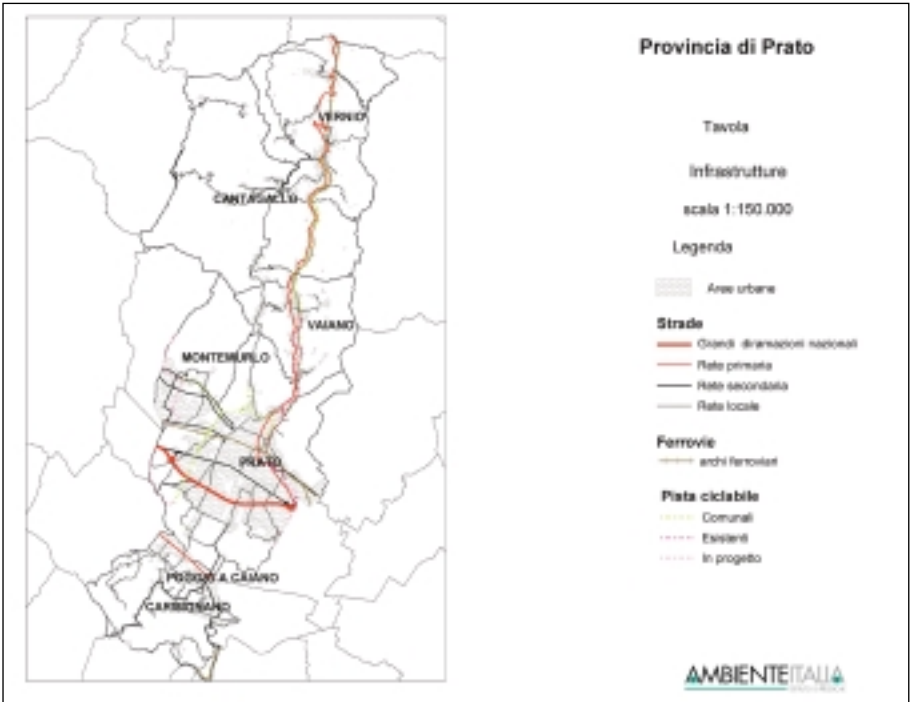 Provincia di Prato
Tavola
Infrastrutture
scala 1:150.000
Legenda
Aree urbane
Strade
Grandi diramazioni nazionali
Rete primaria
Rete secondaria
Rete locale
Ferrovie
archi ferroviari
Pista ciclabile
Comunali
Esistenti
In progetto
VERNIO
CANTAGALLO
VAIANO
MONTEMURLO
PRATO
POGGIO A CAIANO
CARMIGNANO
AMBIENTEITALIA